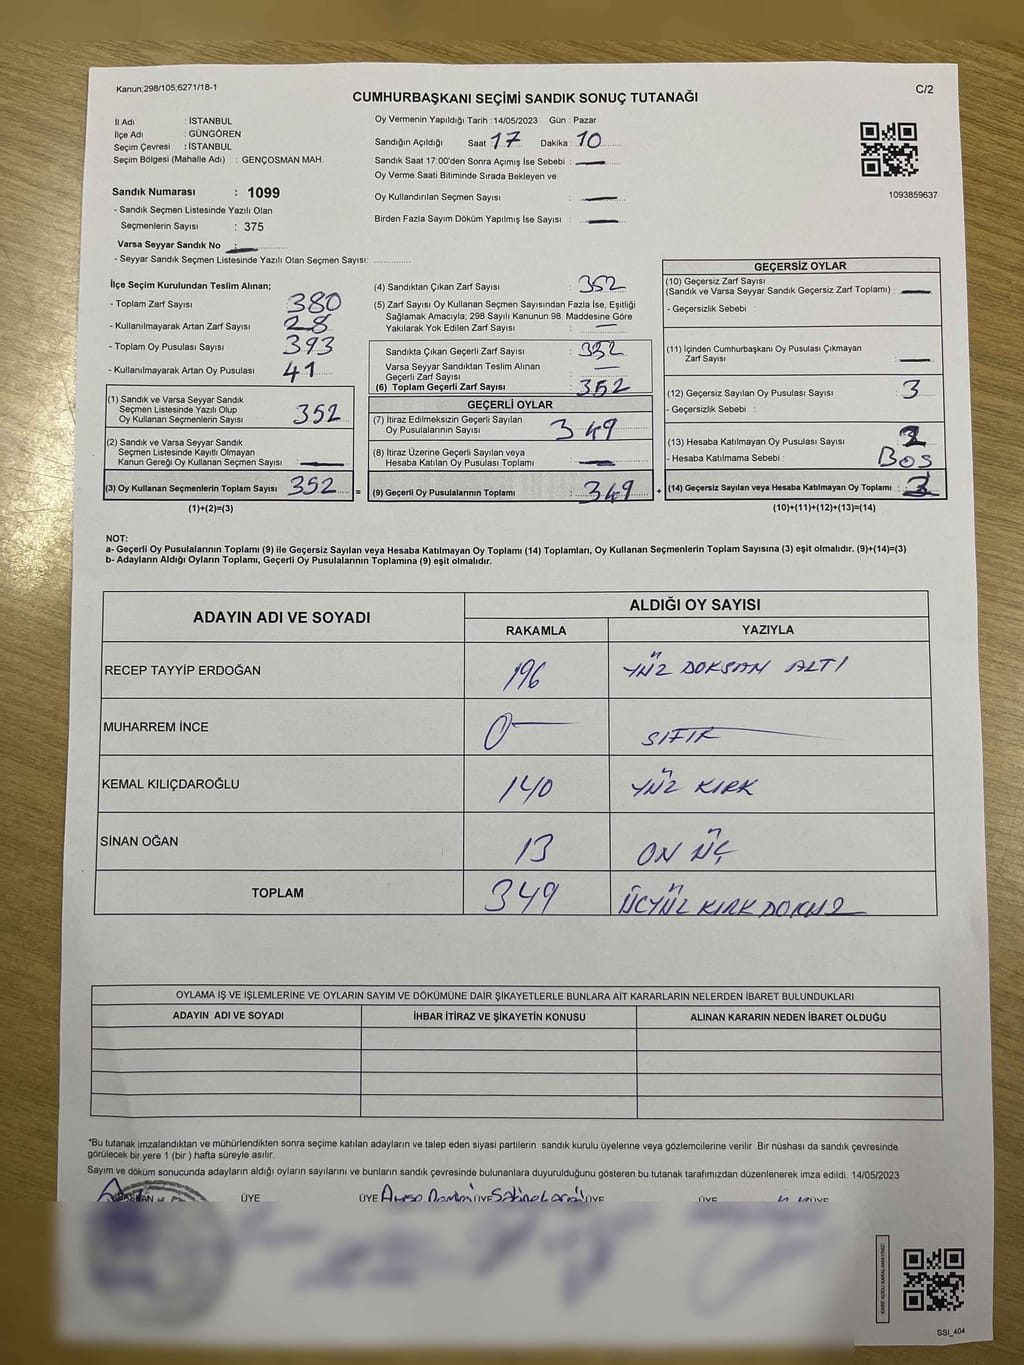 Kanun;298/105;6271/18-1
C/2
CUMHURBAŞKANI SEÇİMİ SANDIK SONUÇ TUTANAĞI
İl Adı : İSTANBUL
İlçe Adı : GÜNGÖREN
Seçim Çevresi : İSTANBUL
Seçim Bölgesi (Mahalle Adı) : GENÇOSMAN MAH.
Sandık Numarası : 1099
- Sandık Seçmen Listesinde Yazılı Olan
Seçmenlerin Sayısı : 375
Varsa Seyyar Sandık No :
- Seyyar Sandık Seçmen Listesinde Yazılı Olan Seçmen Sayısı:
Oy Vermenin Yapıldığı Tarih : 14/05/2023 Gün : Pazar
Sandığın Açıldığı Saat 17 Dakika : 10
Sandık Saat 17:00'den Sonra Açımış İse Sebebi : —
Oy Verme Saati Bitiminde Sırada Bekleyen ve
Oy Kullandırılan Seçmen Sayısı : —
Birden Fazla Sayım Döküm Yapılmış İse Sayısı : —
1093859637
İlçe Seçim Kurulundan Teslim Alınan;
- Toplam Zarf Sayısı 380
- Kullanılmayarak Artan Zarf Sayısı 28
- Toplam Oy Pusulası Sayısı 393
- Kullanılmayarak Artan Oy Pusulası 41
(1) Sandık ve Varsa Seyyar Sandık
Seçmen Listesinde Yazılı Olup
Oy Kullanan Seçmenlerin Sayısı 352
(2) Sandık ve Varsa Seyyar Sandık
Seçmen Listesinde Kayıtlı Olmayan
Kanun Gereği Oy Kullanan Seçmen Sayısı —
(3) Oy Kullanan Seçmenlerin Toplam Sayısı 352 =
(1)+(2)=(3)
(4) Sandıktan Çıkan Zarf Sayısı : 352
(5) Zarf Sayısı Oy Kullanan Seçmen Sayısından Fazla İse, Eşitliği
Sağlamak Amacıyla; 298 Sayılı Kanunun 98. Maddesine Göre
Yakılarak Yok Edilen Zarf Sayısı : —
Sandıkta Çıkan Geçerli Zarf Sayısı : 352
Varsa Seyyar Sandıktan Teslim Alınan
Geçerli Zarf Sayısı : —
(6) Toplam Geçerli Zarf Sayısı : 352
GEÇERLİ OYLAR
(7) İtiraz Edilmeksizin Geçerli Sayılan
Oy Pusulalarının Sayısı : 349
(8) İtiraz Üzerine Geçerli Sayılan veya
Hesaba Katılan Oy Pusulası Toplamı : —
(9) Geçerli Oy Pusulalarının Toplamı : 349 +
GEÇERSİZ OYLAR
(10) Geçersiz Zarf Sayısı
(Sandık ve Varsa Seyyar Sandık Geçersiz Zarf Toplamı) : —
- Geçersizlik Sebebi :
(11) İçinden Cumhurbaşkanı Oy Pusulası Çıkmayan
Zarf Sayısı : —
(12) Geçersiz Sayılan Oy Pusulası Sayısı : 3
- Geçersizlik Sebebi :
(13) Hesaba Katılmayan Oy Pusulası Sayısı :
- Hesaba Katılmama Sebebi : BOŞ
(14) Geçersiz Sayılan veya Hesaba Katılmayan Oy Toplamı : 3
(10)+(11)+(12)+(13)=(14)
NOT:
a- Geçerli Oy Pusulalarının Toplamı (9) ile Geçersiz Sayılan veya Hesaba Katılmayan Oy Toplamı (14) Toplamları, Oy Kullanan Seçmenlerin Toplam Sayısına (3) eşit olmalıdır. (9)+(14)=(3)
b- Adayların Aldığı Oyların Toplamı, Geçerli Oy Pusulalarının Toplamına (9) eşit olmalıdır.
ADAYIN ADI VE SOYADI ALDIĞI OY SAYISI
RAKAMLA YAZIYLA
RECEP TAYYİP ERDOĞAN 196 YÜZ DOKSAN ALTI
MUHARREM İNCE 0 SIFIR
KEMAL KILIÇDAROĞLU 140 YÜZ KIRK
SİNAN OĞAN 13 ON ÜÇ
TOPLAM 349 ÜÇYÜZ KIRK DOKUZ
OYLAMA İŞ VE İŞLEMLERİNE VE OYLARIN SAYIM VE DÖKÜMÜNE DAİR ŞİKAYETLERLE BUNLARA AİT KARARLARIN NELERDEN İBARET BULUNDUKLARI
ADAYIN ADI VE SOYADI İHBAR İTİRAZ VE ŞİKAYETİN KONUSU ALINAN KARARIN NEDEN İBARET OLDUĞU
*Bu tutanak imzalandıktan ve mühürlendikten sonra seçime katılan adayların ve talep eden siyasi partilerin sandık kurulu üyelerine veya gözlemcilerine verilir. Bir nüshası da sandık çevresinde
görülecek bir yere 1 (bir ) hafta süreyle asılır.
Sayım ve döküm sonucunda adayların aldığı oyların sayılarını ve bunların sandık çevresinde bulunanlara duyurulduğunu gösteren bu tutanak tarafımızdan düzenlenerek imza edildi. 14/05/2023
BAŞKAN ÜYE ÜYE ÜYE ÜYE ÜYE ÜYE
KARE KODU KARALAMAYINIZ!
SSI_404